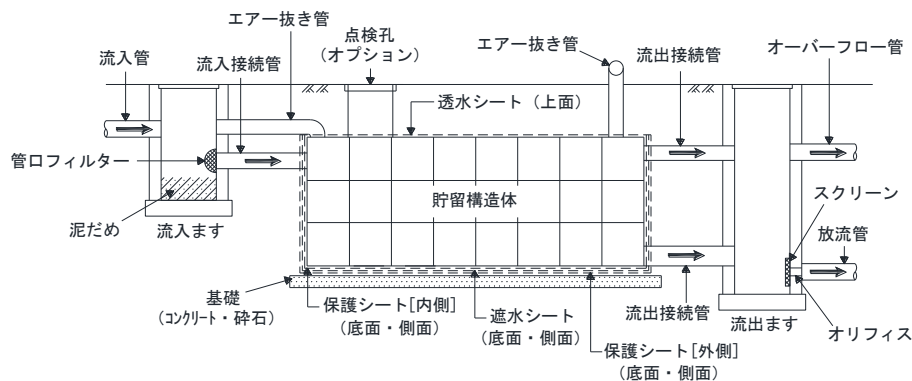 エアー抜き管
点検孔
(オプション)
エアー抜き管
流入管
流入接続管
流出接続管
オーバーフロー管
透水シート（上面）
管口フィルター
貯留構造体
スクリーン
泥だめ
流入ます
放流管
基礎
(コンクリート・砕石)
保護シート[内側]
(底面・側面)
遮水シート
(底面・側面)
流出接続管
流出ます
オリフィス
保護シート[外側]
(底面・側面)